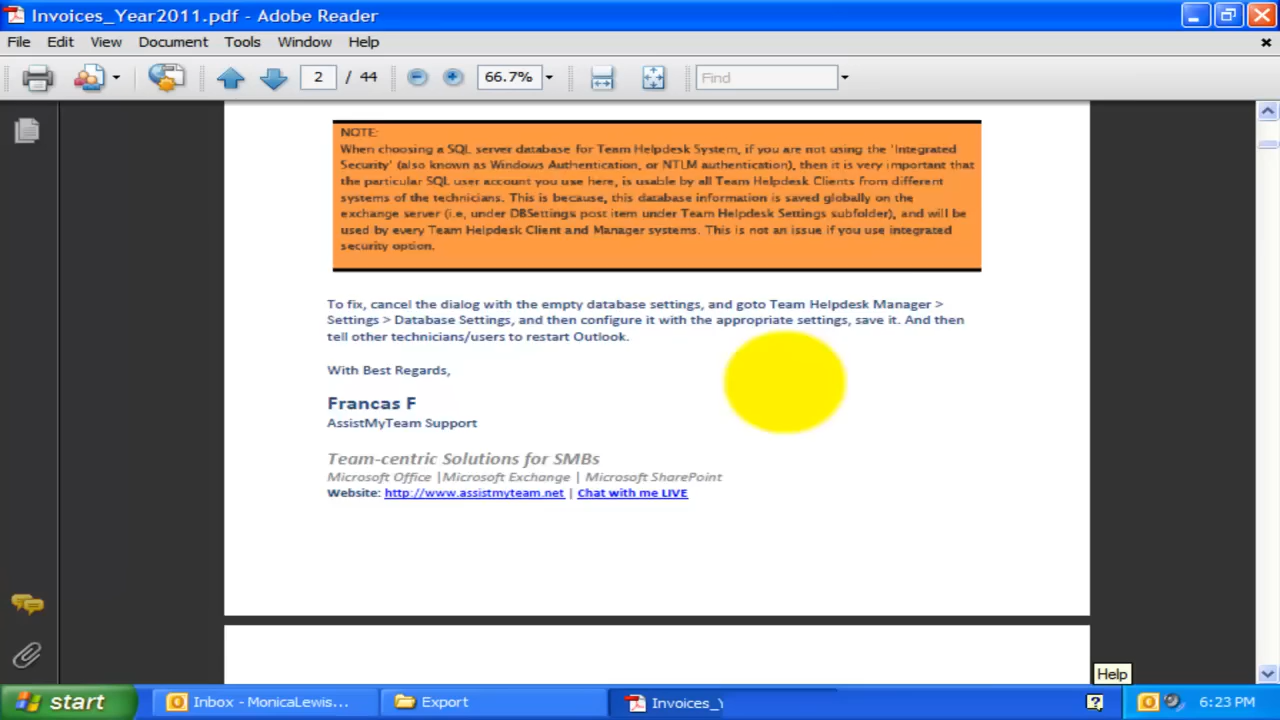 Invoices_Year2011.pdf - Adobe Reader
File Edit View Document Tools Window Help
2 / 44 66.7% Find
NOTE:
When choosing a SQL server database for Team Helpdesk System, if you are not using the 'Integrated
Security' (also known as Windows Authentication, or NTLM authentication), then it is very important that
the particular SQL user account you use here, is usable by all Team Helpdesk Clients from different
systems of the technicians. This is because, this database information is saved globally on the
exchange server (i.e, under DBSettings post item under Team Helpdesk Settings subfolder), and will be
used by every Team Helpdesk Client and Manager systems. This is not an issue if you use integrated
security option.
To fix, cancel the dialog with the empty database settings, and goto Team Helpdesk Manager >
Settings > Database Settings, and then configure it with the appropriate settings, save it. And then
tell other technicians/users to restart Outlook.
With Best Regards,
Francas F
AssistMyTeam Support
Team-centric Solutions for SMBs
Microsoft Office |Microsoft Exchange | Microsoft SharePoint
Website: http://www.assistmyteam.net | Chat with me LIVE
Help
start Inbox - MonicaLewis... Export Invoices_Y 6:23 PM